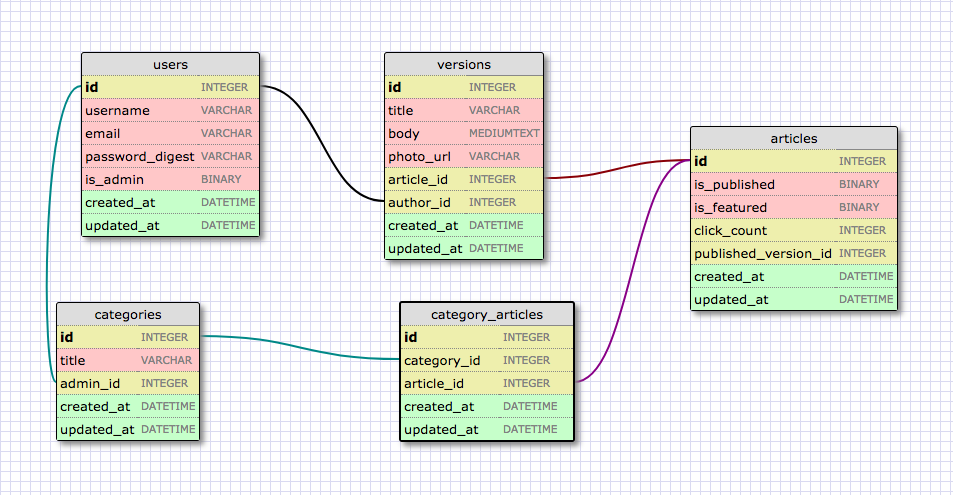 users
id INTEGER
username VARCHAR
email VARCHAR
password_digest VARCHAR
is_admin BINARY
created_at DATETIME
updated_at DATETIME
versions
id INTEGER
title VARCHAR
body MEDIUMTEXT
photo_url VARCHAR
article_id INTEGER
author_id INTEGER
created_at DATETIME
updated_at DATETIME
articles
id INTEGER
is_published BINARY
is_featured BINARY
click_count INTEGER
published_version_id INTEGER
created_at DATETIME
updated_at DATETIME
categories
id INTEGER
title VARCHAR
admin_id INTEGER
created_at DATETIME
updated_at DATETIME
category_articles
id INTEGER
category_id INTEGER
article_id INTEGER
created_at DATETIME
updated_at DATETIME